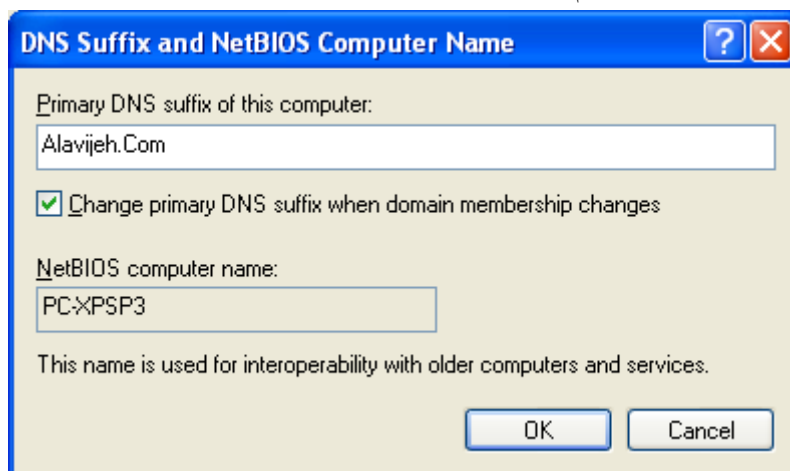 DNS Suffix and NetBIOS Computer Name
Primary DNS suffix of this computer:
Alavijeh.Com
Change primary DNS suffix when domain membership changes
NetBIOS computer name:
PC-XPSP3
This name is used for interoperability with older computers and services.
OK Cancel